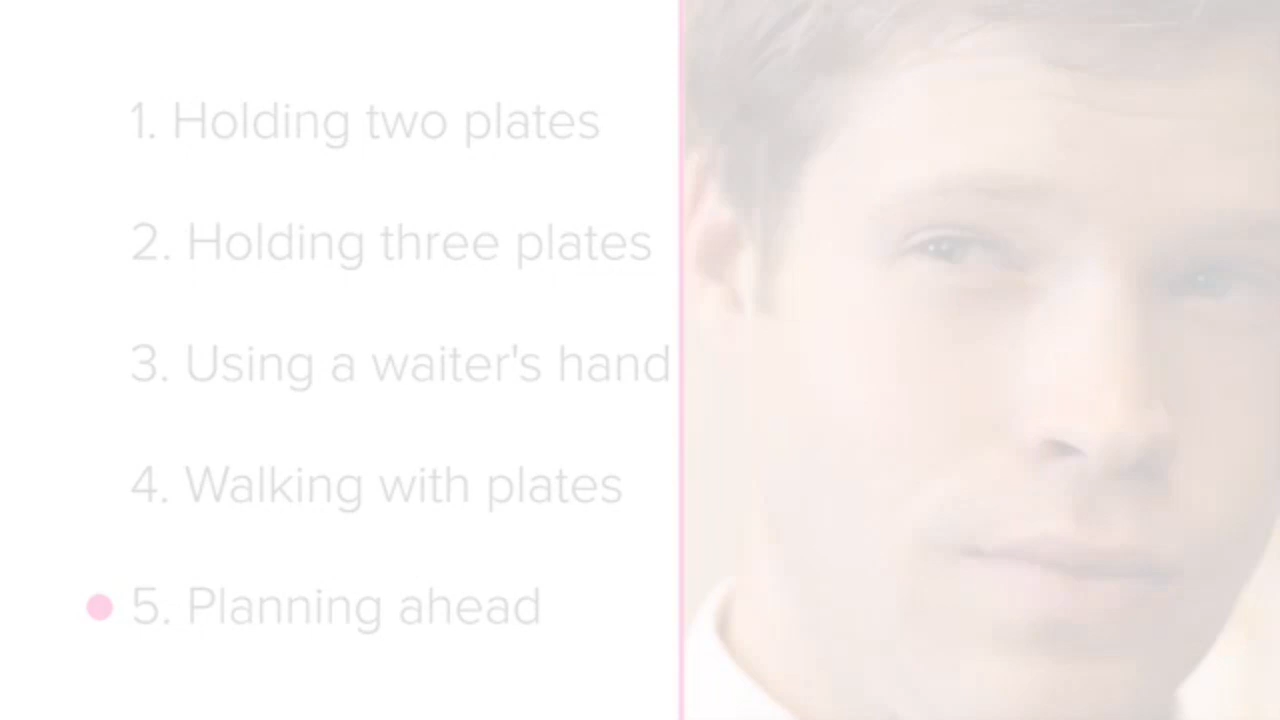 1. Holding two plates
2. Holding three plates
3. Using a waiter's hand
4. Walking with plates
5. Planning ahead